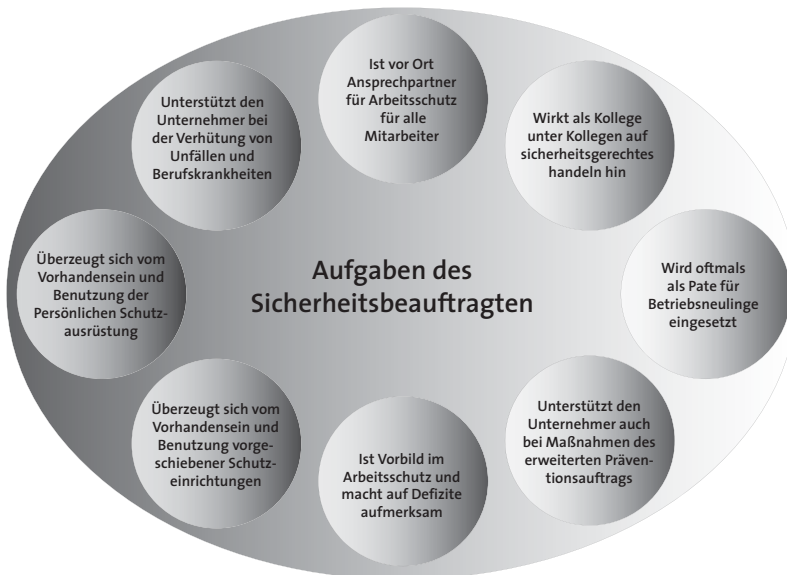 Aufgaben des
Sicherheitsbeauftragten
Ist vor Ort
Ansprechpartner
für Arbeitsschutz
für alle
Mitarbeiter
Wirkt als Kollege
unter Kollegen auf
sicherheitsgerechtes
handeln hin
Wird oftmals
als Pate für
Betriebsneulinge
eingesetzt
Unterstützt den
Unternehmer auch
bei Maßnahmen des
erweiterten Präven-
tionsauftrags
Ist Vorbild im
Arbeitsschutz und
macht auf Defizite
aufmerksam
Überzeugt sich vom
Vorhandensein und
Benutzung vorge-
schiebener Schutz-
einrichtungen
Überzeugt sich vom
Vorhandensein und
Benutzung der
Persönlichen Schutz-
ausrüstung
Unterstützt den
Unternehmer bei
der Verhütung von
Unfällen und
Berufskrankheiten